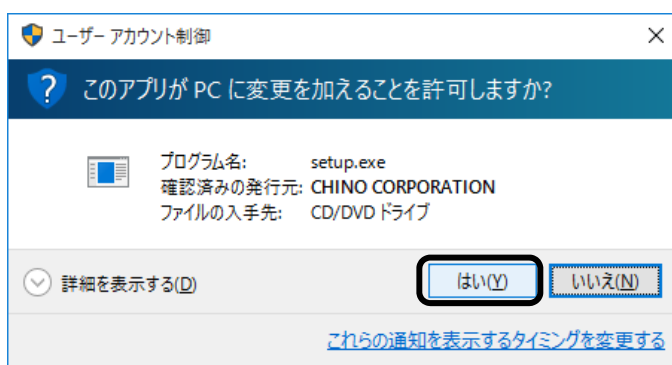 ユーザー アカウント制御
このアプリが PC に変更を加えることを許可しますか?
プログラム名: setup.exe
確認済みの発行元: CHINO CORPORATION
ファイルの入手先: CD/DVD ドライブ
詳細を表示する(D)
はい(Y)
いいえ(N)
これらの通知を表示するタイミングを変更する